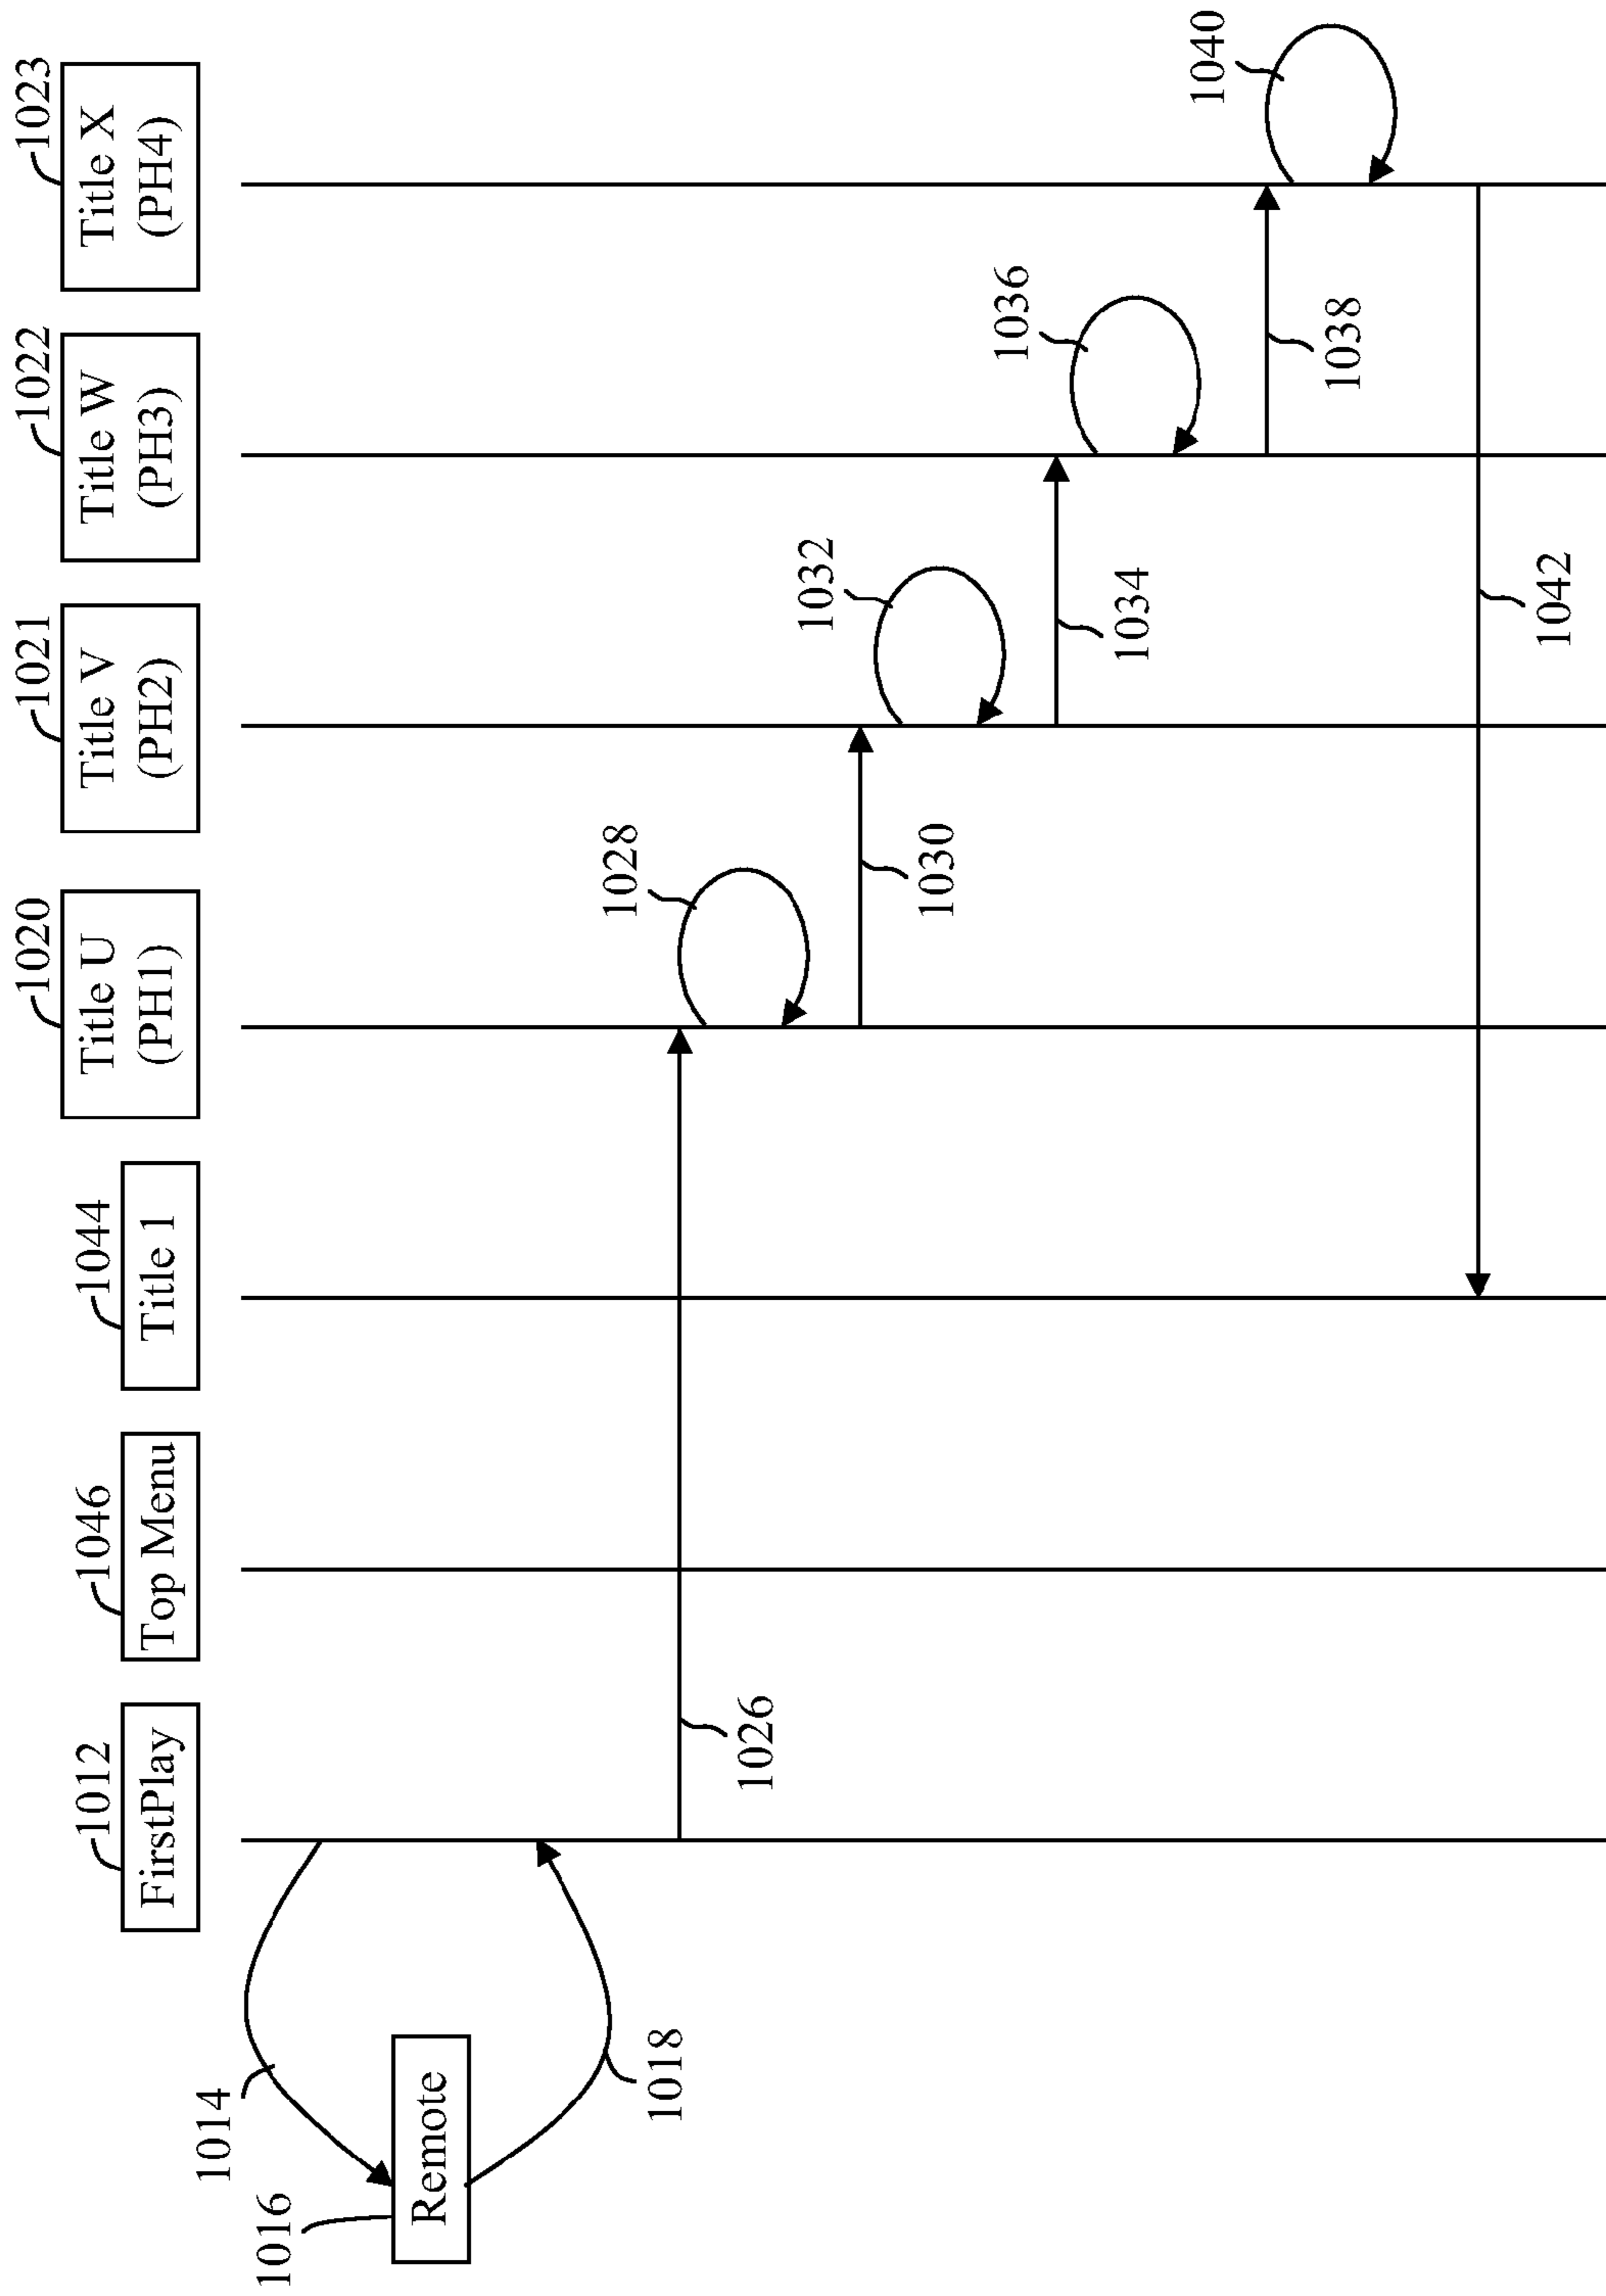 1012
FirstPlay
1046
Top Menu
1044
Title 1
1020
Title U
(PH1)
1021
Title V
(PH2)
1022
Title W
(PH3)
1023
Title X
(PH4)
1014
1016
Remote
1018
1026
1028
1030
1032
1034
1036
1038
1040
1042